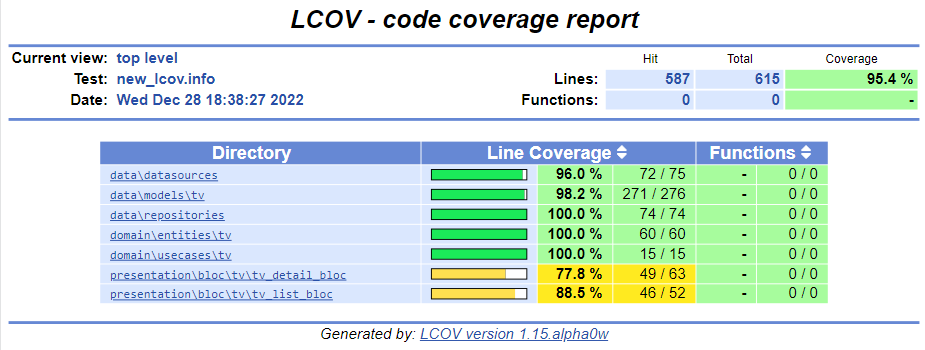 LCOV - code coverage report
Current view: top level
Hit Total Coverage
Test: new_lcov.info Lines: 587 615 95.4 %
Date: Wed Dec 28 18:38:27 2022 Functions: 0 0 -
Directory Line Coverage Functions
data\datasources 96.0 % 72 / 75 - 0 / 0
data\models\tv 98.2 % 271 / 276 - 0 / 0
data\repositories 100.0 % 74 / 74 - 0 / 0
domain\entities\tv 100.0 % 60 / 60 - 0 / 0
domain\usecases\tv 100.0 % 15 / 15 - 0 / 0
presentation\bloc\tv\tv_detail_bloc 77.8 % 49 / 63 - 0 / 0
presentation\bloc\tv\tv_list_bloc 88.5 % 46 / 52 - 0 / 0
Generated by: LCOV version 1.15.alpha0w